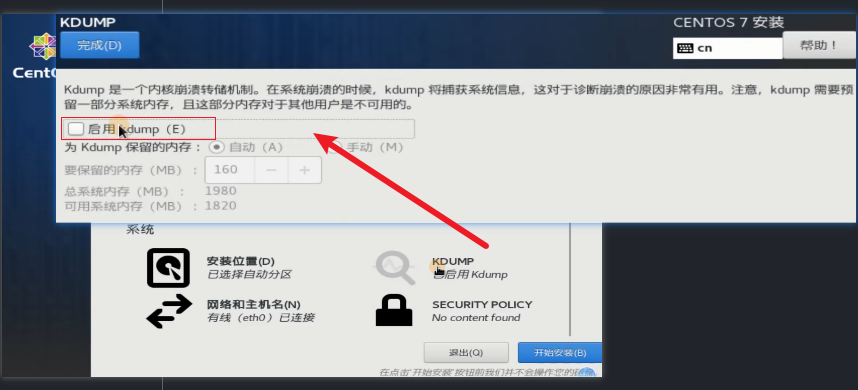 KDUMP
CENTOS 7 安装
完成(D)
cn
帮助！
Kdump 是一个内核崩溃转储机制。在系统崩溃的时候，kdump 将捕获系统信息，这对于诊断崩溃的原因非常有用。注意，kdump 需要预
留一部分系统内存，且这部分内存对于其他用户是不可用的。
启用 kdump（E）
为 Kdump 保留的内存： 自动（A） 手动（M）
要保留的内存（MB）： 160 − +
总系统内存（MB）： 1980
可用系统内存（MB）： 1820
系统
安装位置(D)
已选择自动分区
KDUMP
已启用 Kdump
网络和主机名(N)
有线（eth0）已连接
SECURITY POLICY
No content found
退出(Q)
开始安装(B)
在点击'开始安装'按钮前我们并不会操作您的